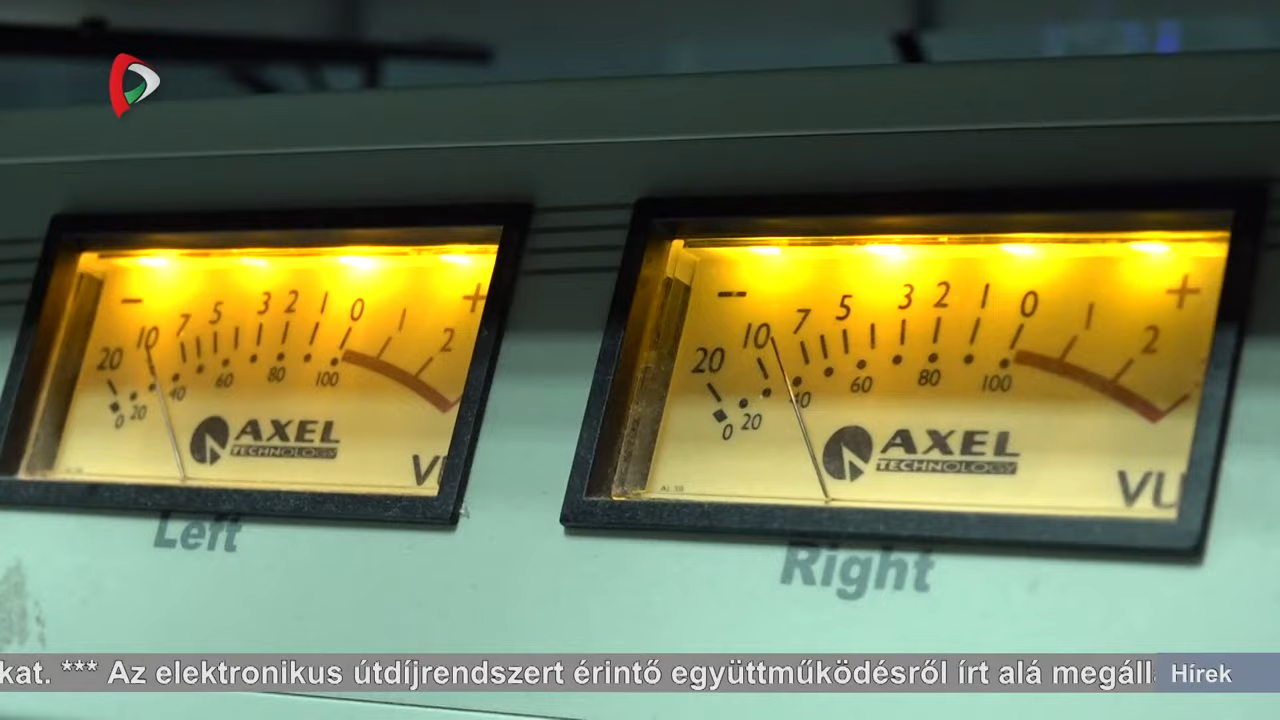 − 20 10 7 5 3 2 1 0 1 2 +
0 20 40 60 80 100
AXEL
TECHNOLOGY
VU
Left
− 20 10 7 5 3 2 1 0 1 2 +
0 20 40 60 80 100
AXEL
TECHNOLOGY
VU
Right
kat. *** Az elektronikus útdíjrendszert érintő együttműködésről írt alá megáll
Hírek